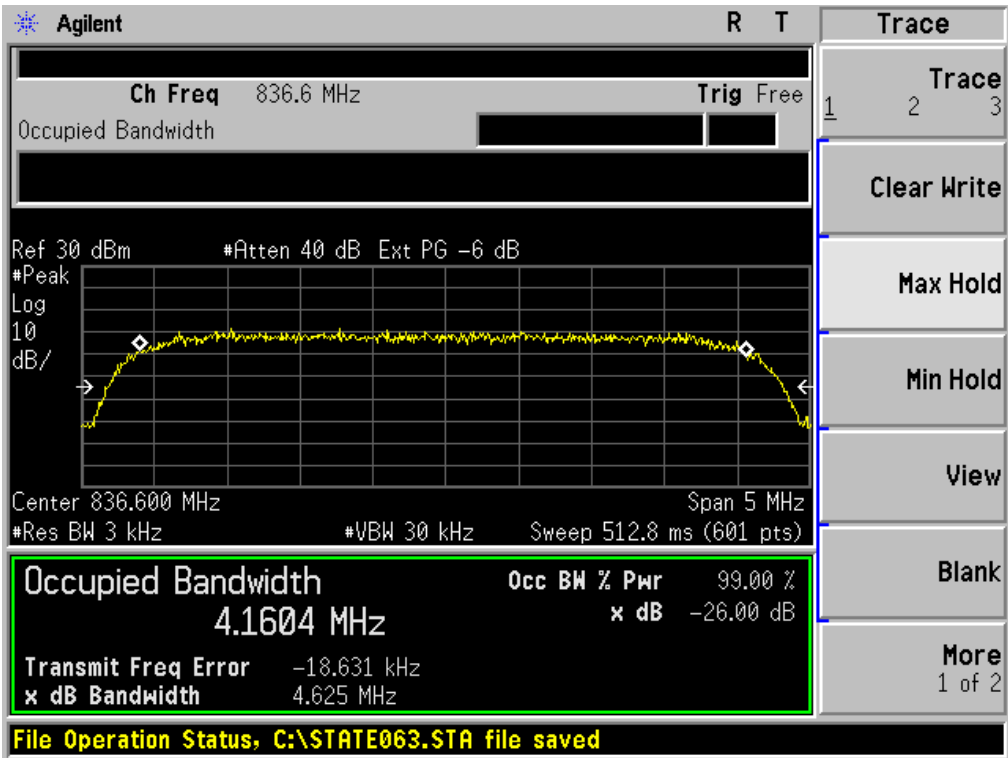 Agilent R T
Ch Freq 836.6 MHz Trig Free
Occupied Bandwidth
Ref 30 dBm #Atten 40 dB Ext PG -6 dB
#Peak
Log
10
dB/
Center 836.600 MHz Span 5 MHz
#Res BW 3 kHz #VBW 30 kHz Sweep 512.8 ms (601 pts)
Occupied Bandwidth
4.1604 MHz
Occ BW % Pwr 99.00 %
x dB -26.00 dB
Transmit Freq Error -18.631 kHz
x dB Bandwidth 4.625 MHz
File Operation Status, C:\STATE063.STA file saved
Trace
Trace
1 2 3
Clear Write
Max Hold
Min Hold
View
Blank
More
1 of 2